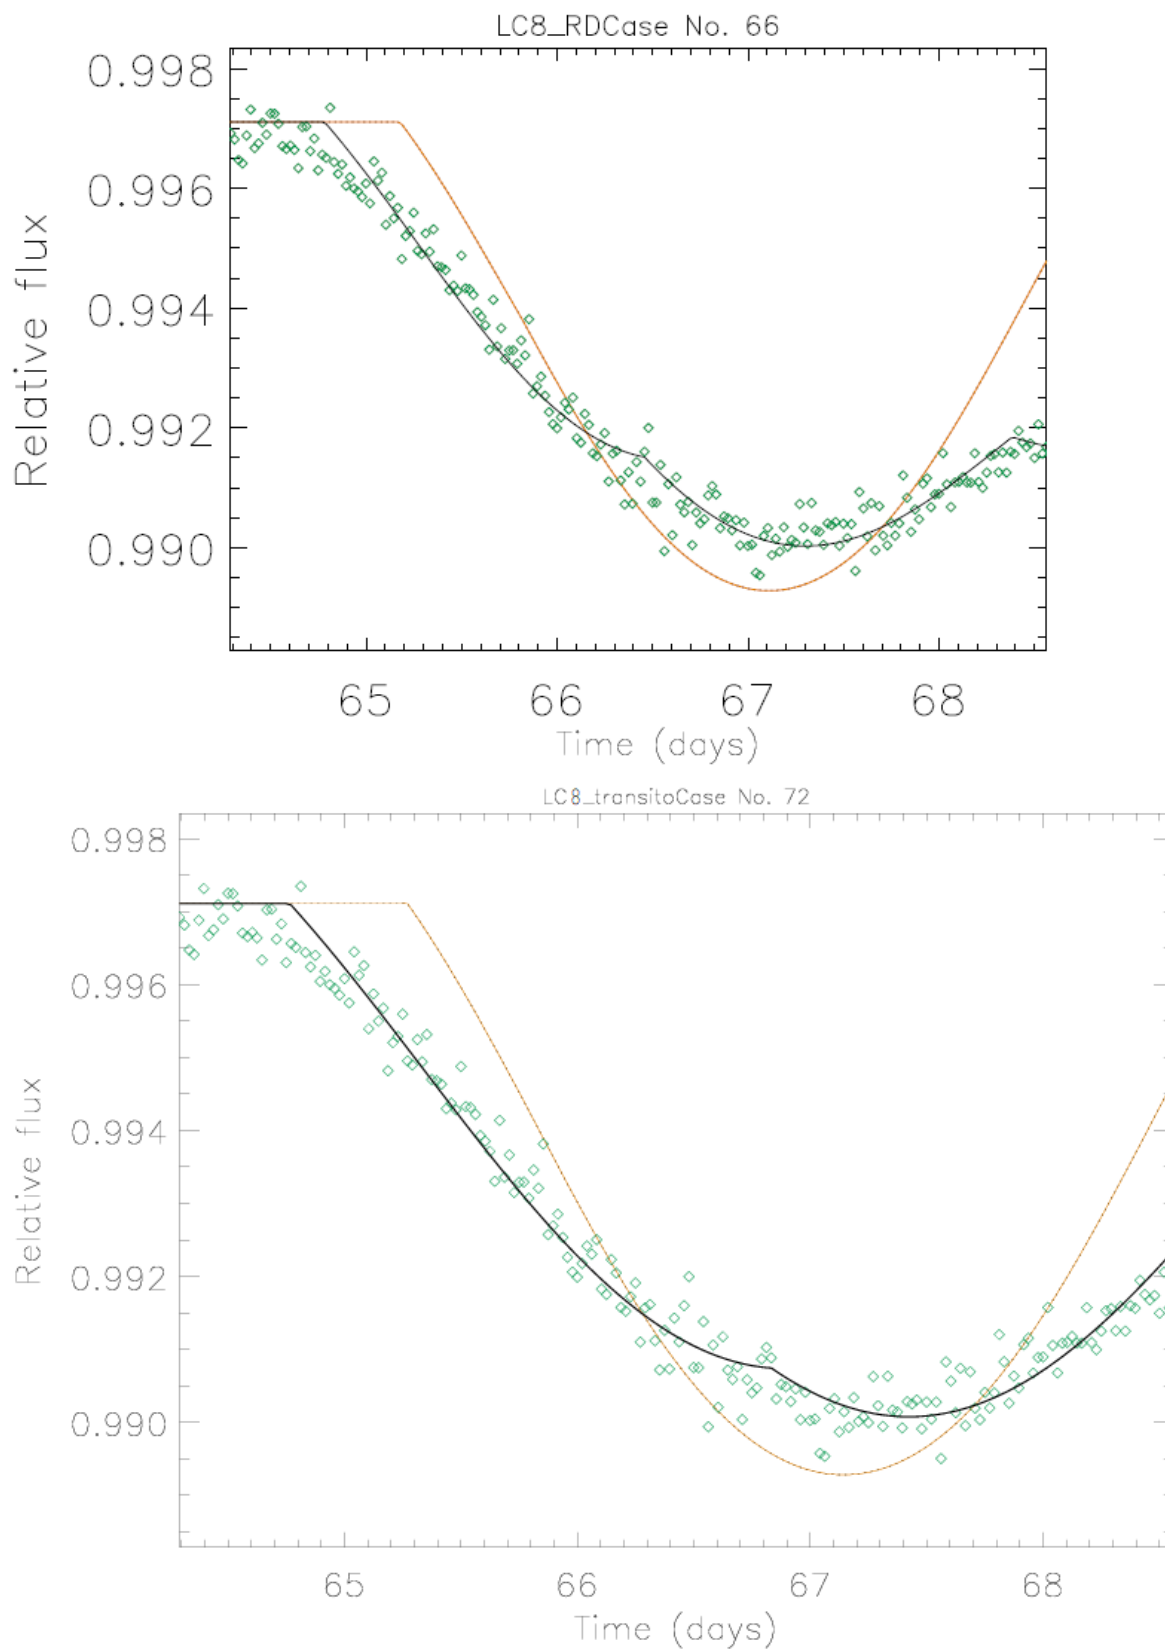 LC8_RDCase No. 66
0.998
0.996
0.994
0.992
0.990
Relative flux
65 66 67 68
Time (days)
LC8_transitoCase No. 72
0.998
0.996
0.994
0.992
0.990
Relative flux
65 66 67 68
Time (days)